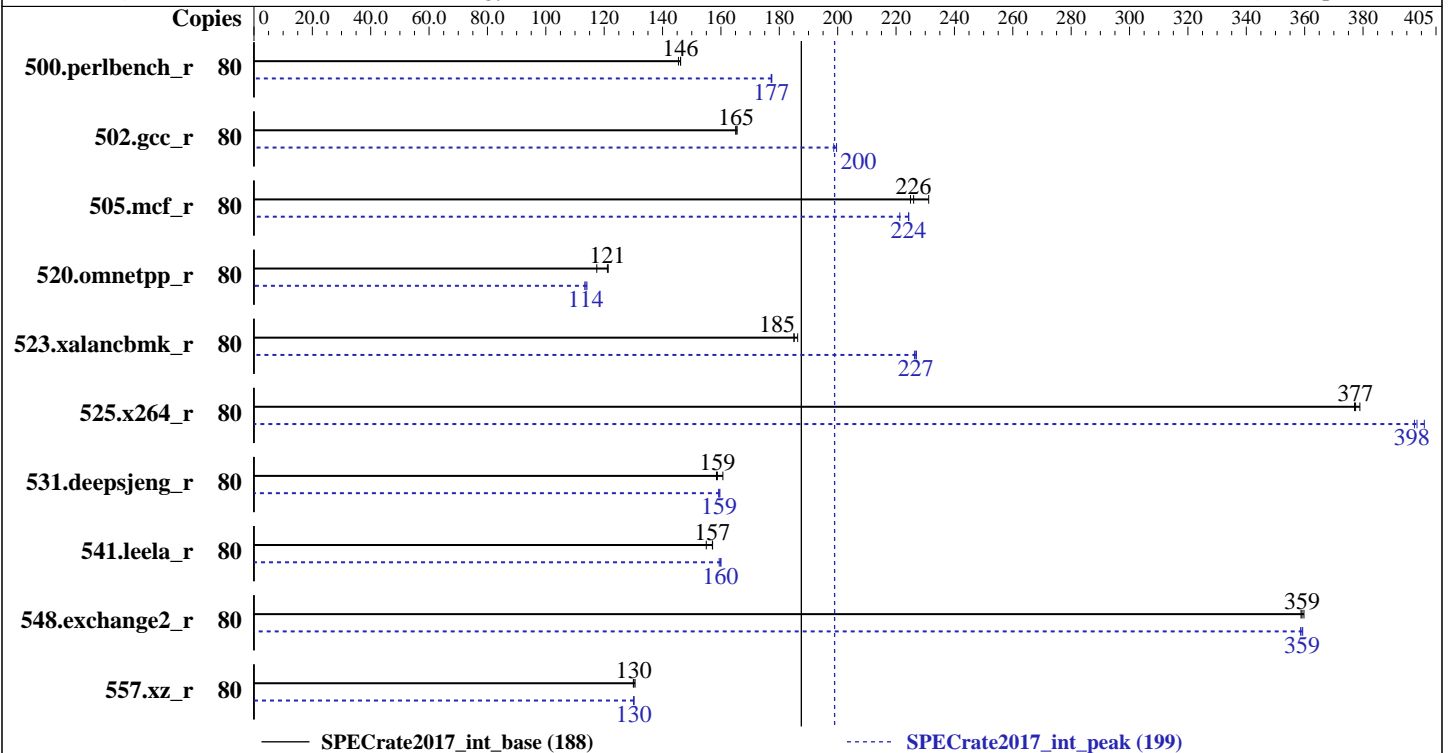 Copies 0 20.0 40.0 60.0 80.0 100 120 140 160 180 200 220 240 260 280 300 320 340 360 380 405
146
500.perlbench_r 80
177
165
502.gcc_r 80
200
226
505.mcf_r 80
224
121
520.omnetpp_r 80
114
185
523.xalancbmk_r 80
227
377
525.x264_r 80
398
159
531.deepsjeng_r 80
159
157
541.leela_r 80
160
359
548.exchange2_r 80
359
130
557.xz_r 80
130
SPECrate2017_int_base (188) SPECrate2017_int_peak (199)